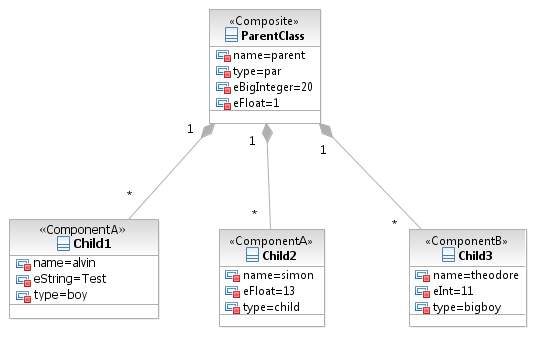 «Composite»
ParentClass
name=parent
type=par
eBigInteger=20
eFloat=1
1
1
1
*
*
*
«ComponentA»
Child1
name=alvin
eString=Test
type=boy
«ComponentA»
Child2
name=simon
eFloat=13
type=child
«ComponentB»
Child3
name=theodore
eInt=11
type=bigboy